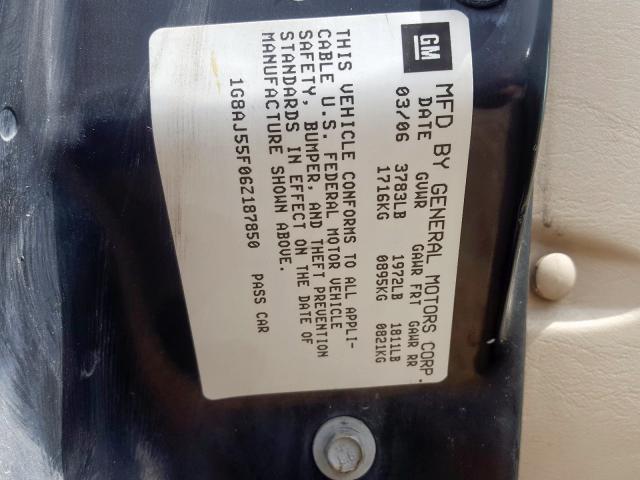 GM
MFD BY GENERAL MOTORS CORP.
DATE GVWR GAWR FRT GAWR RR
03/06 3783LB 1972LB 1811LB
1716KG 0895KG 0821KG
THIS VEHICLE CONFORMS TO ALL APPLI-
CABLE U.S. FEDERAL MOTOR VEHICLE
SAFETY, BUMPER, AND THEFT PREVENTION
STANDARDS IN EFFECT ON THE DATE OF
MANUFACTURE SHOWN ABOVE.
1G8AJ55F06Z187850 PASS CAR